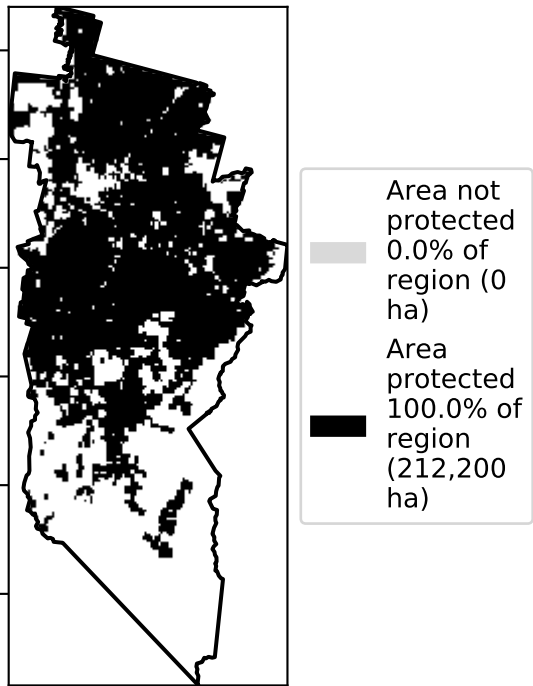 Area not
protected
0.0% of
region (0
ha)
Area
protected
100.0% of
region
(212,200
ha)